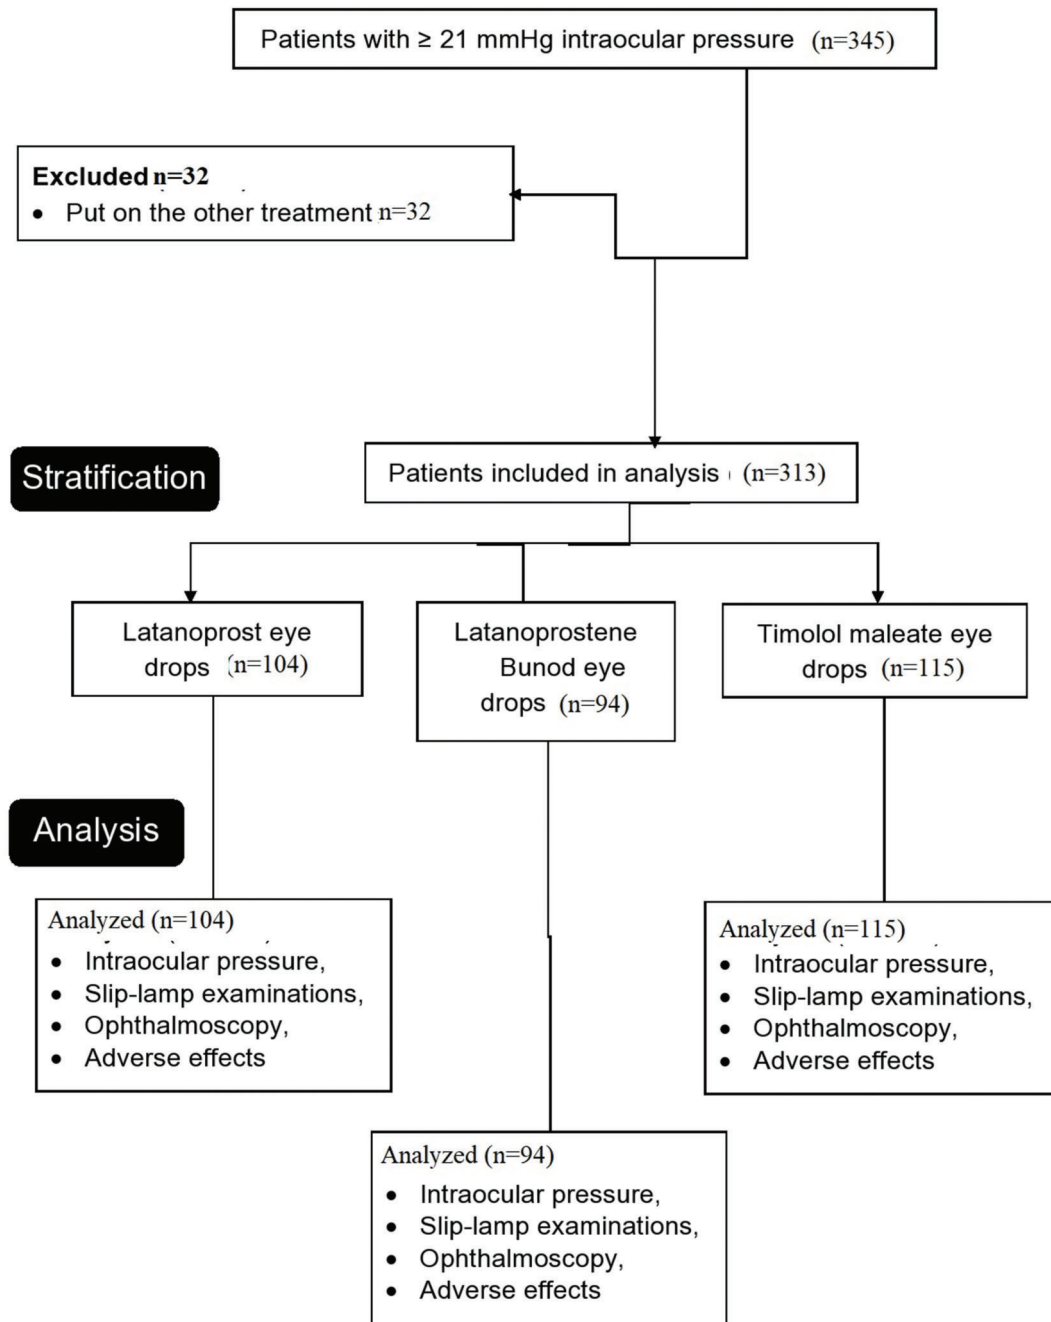 Patients with ≥ 21 mmHg intraocular pressure (n=345)
Excluded n=32
• Put on the other treatment n=32
Stratification
Patients included in analysis (n=313)
Latanoprost eye
drops (n=104)
Latanoprostene
Bunod eye
drops (n=94)
Timolol maleate eye
drops (n=115)
Analysis
Analyzed (n=104)
• Intraocular pressure,
• Slip-lamp examinations,
• Ophthalmoscopy,
• Adverse effects
Analyzed (n=94)
• Intraocular pressure,
• Slip-lamp examinations,
• Ophthalmoscopy,
• Adverse effects
Analyzed (n=115)
• Intraocular pressure,
• Slip-lamp examinations,
• Ophthalmoscopy,
• Adverse effects